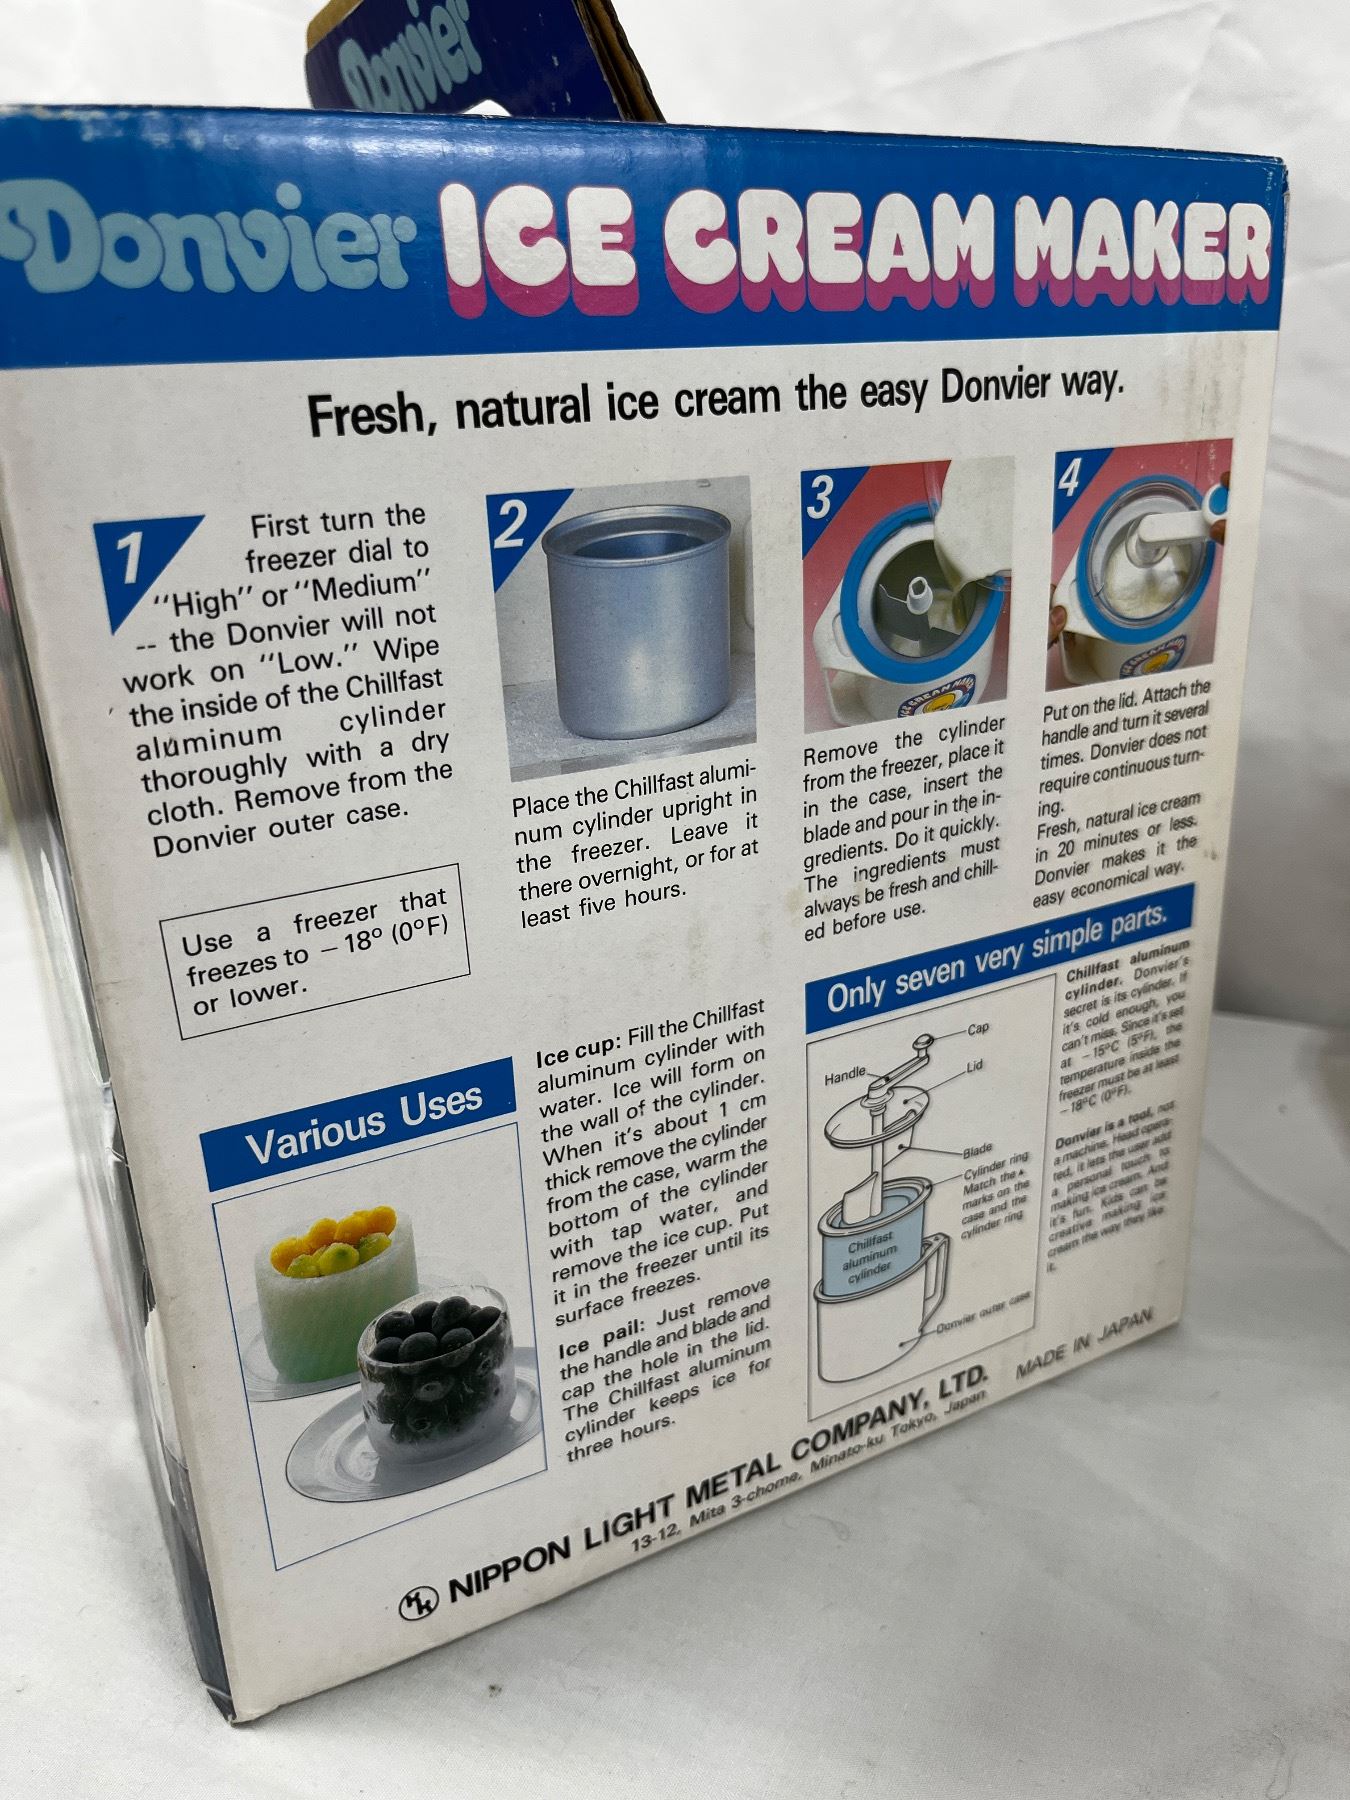 Donvier
Donvier ICE CREAM MAKER
Fresh, natural ice cream the easy Donvier way.
1
First turn the
freezer dial to
"High" or "Medium"
-- the Donvier will not
work on "Low." Wipe
the inside of the Chillfast
aluminum cylinder
thoroughly with a dry
cloth. Remove from the
Donvier outer case.
Use a freezer that
freezes to – 18° (0°F)
or lower.
2
Place the Chillfast alumi-
num cylinder upright in
the freezer. Leave it
there overnight, or for at
least five hours.
3
ICE CREAM MAKER
Remove the cylinder
from the freezer, place it
in the case, insert the
blade and pour in the in-
gredients. Do it quickly.
The ingredients must
always be fresh and chill-
ed before use.
4
ICE CREAM MAKER
Put on the lid. Attach the
handle and turn it several
times. Donvier does not
require continuous turn-
ing.
Fresh, natural ice cream
in 20 minutes or less.
Donvier makes it the
easy economical way.
Various Uses
Ice cup: Fill the Chillfast
aluminum cylinder with
water. Ice will form on
the wall of the cylinder.
When it's about 1 cm
thick remove the cylinder
from the case, warm the
bottom of the cylinder
with tap water, and
remove the ice cup. Put
it in the freezer until its
surface freezes.
Ice pail: Just remove
the handle and blade and
cap the hole in the lid.
The Chillfast aluminum
cylinder keeps ice for
three hours.
Only seven very simple parts.
Cap
Handle
Lid
Blade
Cylinder ring
Match the ▲
marks on the
case and the
cylinder ring
Chillfast
aluminum
cylinder
Donvier outer case
Chillfast aluminum
cylinder. Donvier's
secret is its cylinder. If
it's cold enough, you
can't miss. Since it's set
at – 15°C (5°F), the
temperature inside the
freezer must be at least
– 18°C (0°F).
Donvier is a tool, not
a machine. Hand opera-
ted, it lets the user add
a personal touch to
making ice cream. And
it's fun. Kids can be
creative making ice
cream the way they like
it.
NIPPON LIGHT METAL COMPANY, LTD.
13-12, Mita 3-chome, Minato-ku, Tokyo, Japan
MADE IN JAPAN